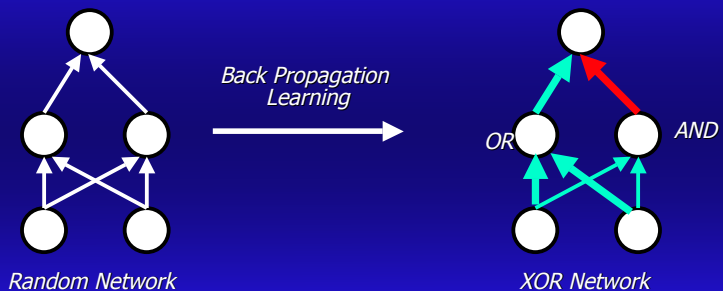 Back Propagation
Learning
OR
AND
Random Network
XOR Network